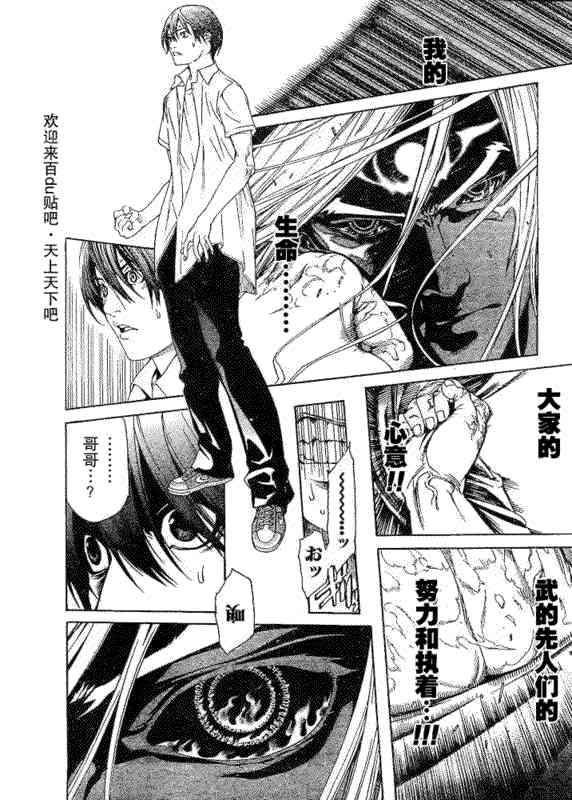 我的
生命………
大家的
心意!!
武的先人们的
努力和执着…!!!
～～～～ッ
おッ
………
哥哥…?
唢
欢迎来百du贴吧·天上天下吧